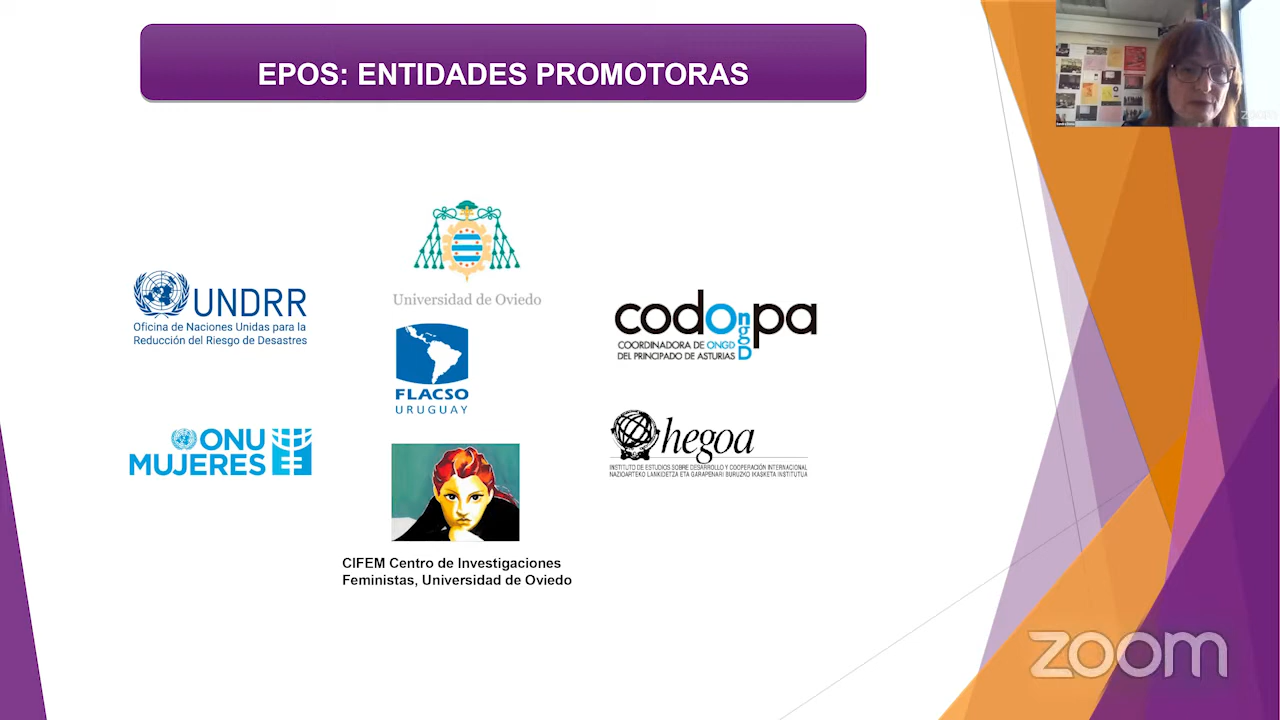 EPOS: ENTIDADES PROMOTORAS
zoom
Universidad de Oviedo
UNDRR
Oficina de Naciones Unidas para la
Reducción del Riesgo de Desastres
FLACSO
URUGUAY
codongdpa
COORDINADORA DE ONGD
DEL PRINCIPADO DE ASTURIAS
ONU
MUJERES
hegoa
INSTITUTO DE ESTUDIOS SOBRE DESARROLLO Y COOPERACIÓN INTERNACIONAL
NAZIOARTEKO LANKIDETZA ETA GARAPENARI BURUZKO IKASKETA INSTITUTUA
CIFEM Centro de Investigaciones
Feministas, Universidad de Oviedo
zoom